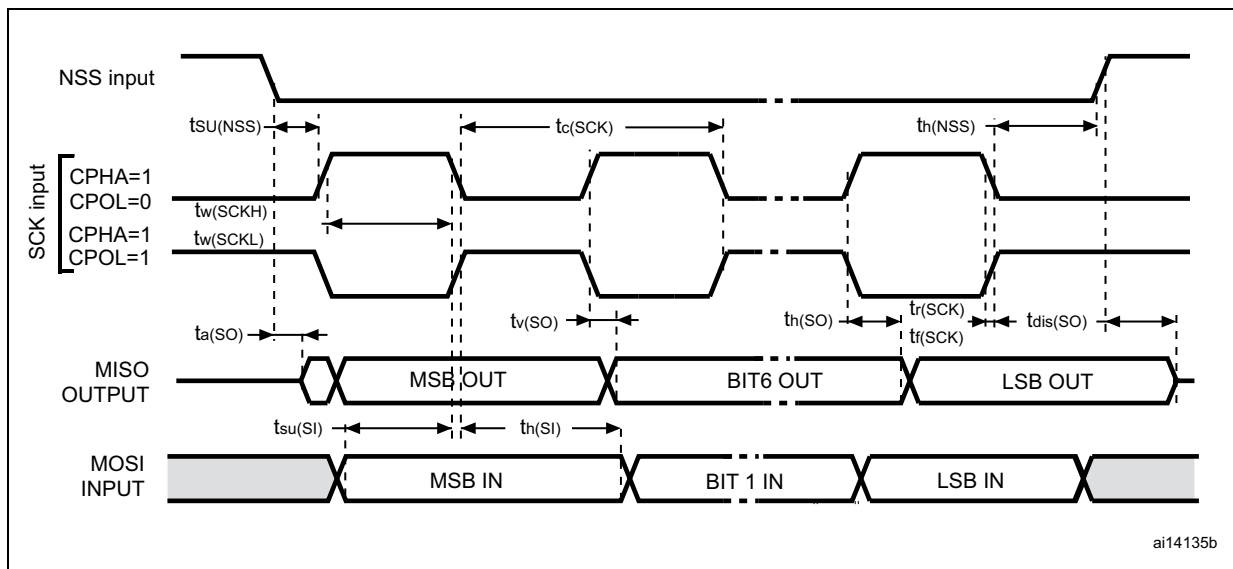 NSS input
tSU(NSS)
tc(SCK)
th(NSS)
SCK input
CPHA=1
CPOL=0
tw(SCKH)
CPHA=1
CPOL=1
tw(SCKL)
ta(SO)
tv(SO)
th(SO)
tr(SCK)
tf(SCK)
tdis(SO)
MISO
OUTPUT
MSB OUT
BIT6 OUT
LSB OUT
tsu(SI)
th(SI)
MOSI
INPUT
MSB IN
BIT 1 IN
LSB IN
ai14135b